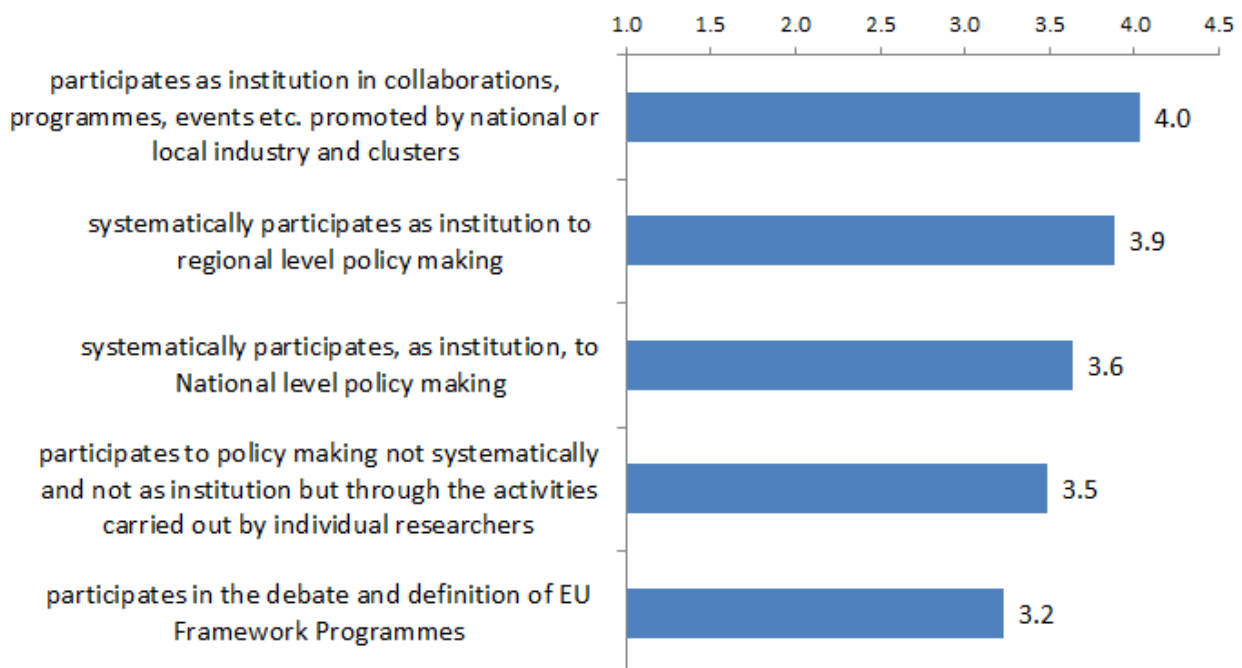 1.0 1.5 2.0 2.5 3.0 3.5 4.0 4.5
participates as institution in collaborations,
programmes, events etc. promoted by national or
local industry and clusters
4.0
systematically participates as institution to
regional level policy making
3.9
systematically participates, as institution, to
National level policy making
3.6
participates to policy making not systematically
and not as institution but through the activities
carried out by individual researchers
3.5
participates in the debate and definition of EU
Framework Programmes
3.2